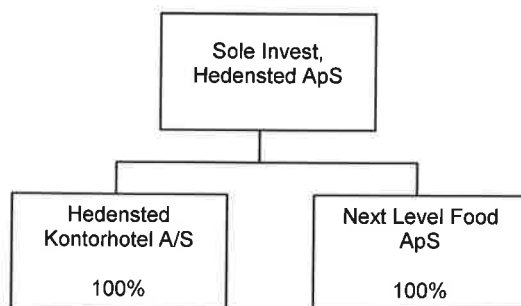 Sole Invest,
Hedensted ApS
Hedensted
Kontorhotel A/S
100%
Next Level Food
ApS
100%